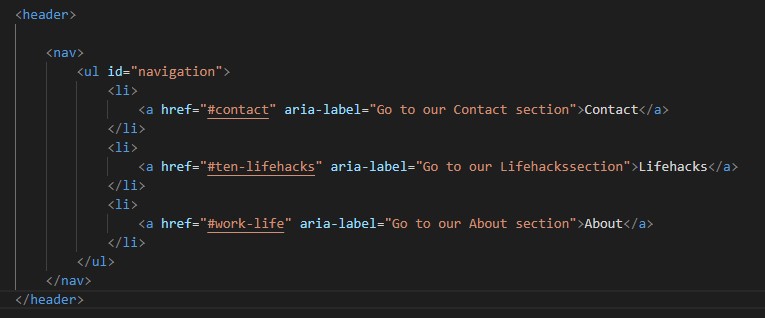 <header>
<nav>
<ul id="navigation">
<li>
<a href="#contact" aria-label="Go to our Contact section">Contact</a>
</li>
<li>
<a href="#ten-lifehacks" aria-label="Go to our Lifehackssection">Lifehacks</a>
</li>
<li>
<a href="#work-life" aria-label="Go to our About section">About</a>
</li>
</ul>
</nav>
</header>